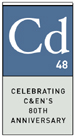 Cd
48
CELEBRATING
C&EN'S
80TH
ANNIVERSARY